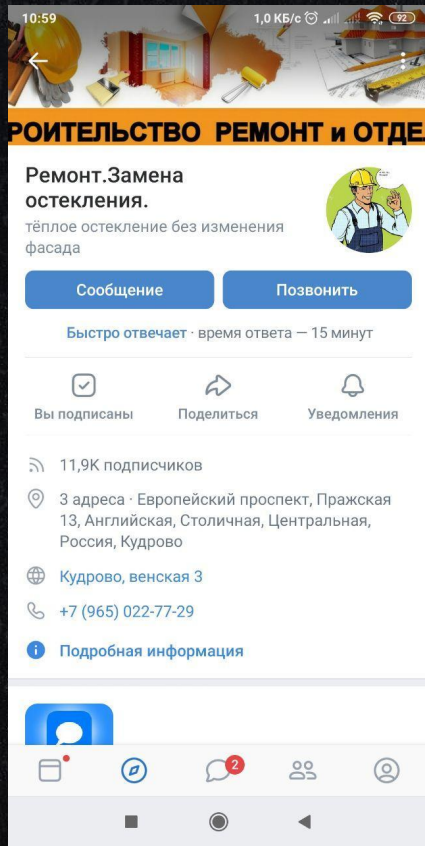 10:59
1,0 КБ/с
92
РОИТЕЛЬСТВО РЕМОНТ и ОТДЕ
Ремонт.Замена
остекления.
тёплое остекление без изменения
фасада
Сообщение
Позвонить
Быстро отвечает · время ответа — 15 минут
Вы подписаны
Поделиться
Уведомления
11,9K подписчиков
3 адреса · Европейский проспект, Пражская
13, Английская, Столичная, Центральная,
Россия, Кудрово
Кудрово, венская 3
+7 (965) 022-77-29
Подробная информация
2